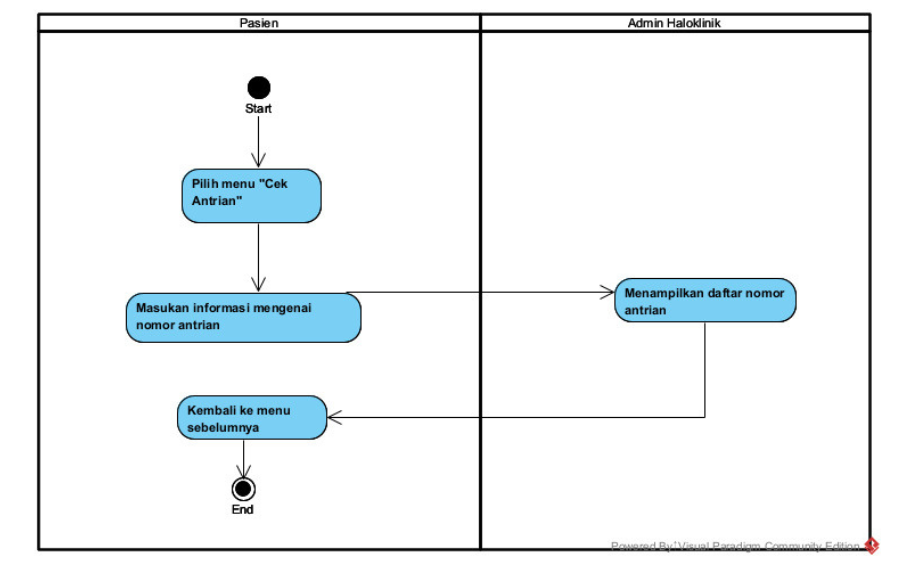 Pasien
Admin Haloklinik
Start
Pilih menu "Cek
Antrian"
Masukan informasi mengenai
nomor antrian
Menampilkan daftar nomor
antrian
Kembali ke menu
sebelumnya
End
Powered By Visual Paradigm Community Edition